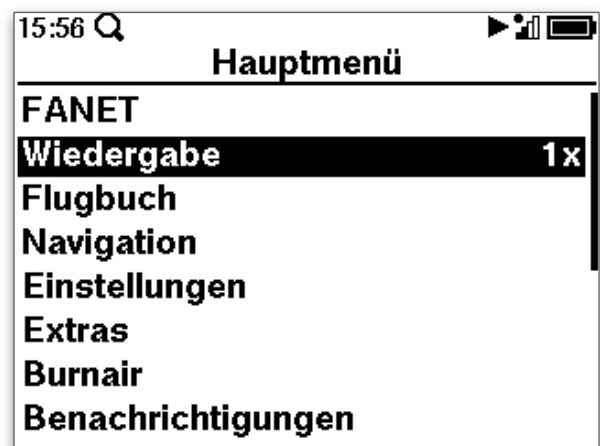 15:56
Hauptmenü
FANET
Wiedergabe 1x
Flugbuch
Navigation
Einstellungen
Extras
Burnair
Benachrichtigungen